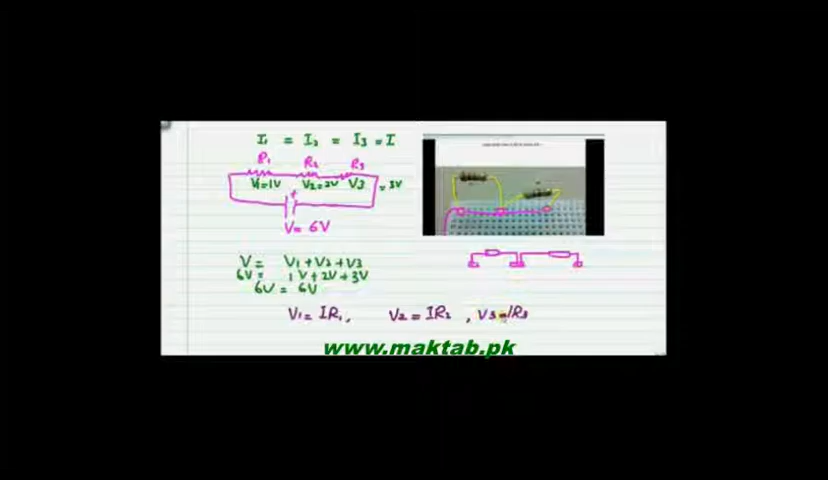 I1 = I2 = I3 = I
R1 R2 R3
V1=1V V2=2V V3 = 3V
+
V= 6V
V= V1+V2+V3
6V= 1V+2V+3V
6V = 6V
V1= IR1, V2= IR2, V3=IR3
www.maktab.pk